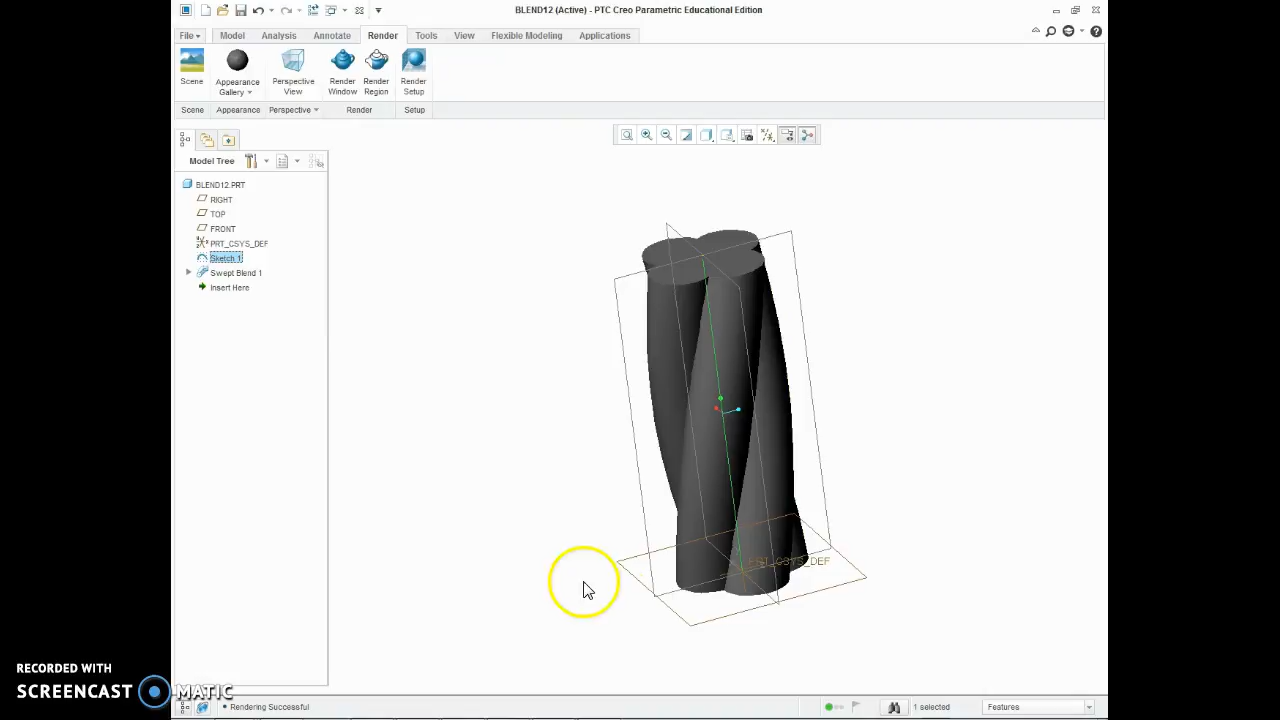 BLEND12 (Active) - PTC Creo Parametric Educational Edition
File Model Analysis Annotate Render Tools View Flexible Modeling Applications
Scene Appearance Gallery Perspective View Render Window Render Region Render Setup
Scene Appearance Perspective Render Setup
Model Tree
BLEND12.PRT
RIGHT
TOP
FRONT
PRT_CSYS_DEF
Sketch 1
Swept Blend 1
Insert Here
PRT_CSYS_DEF
RECORDED WITH
SCREENCAST MATIC
Rendering Successful
1 selected
Features